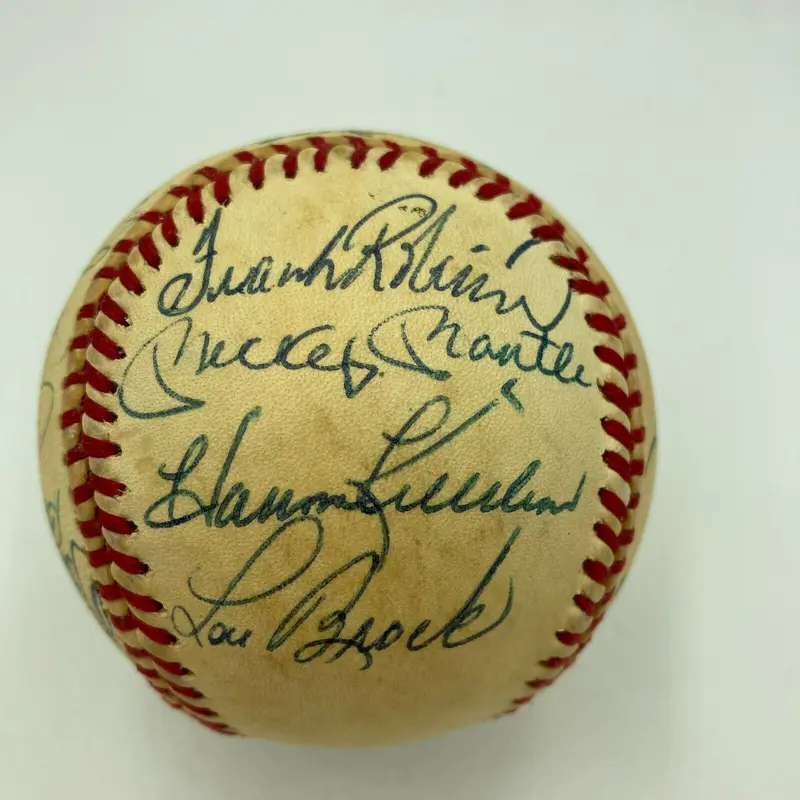 Frank Robinson
Mickey Mantle
Harmon Killebrew
Lou Brock